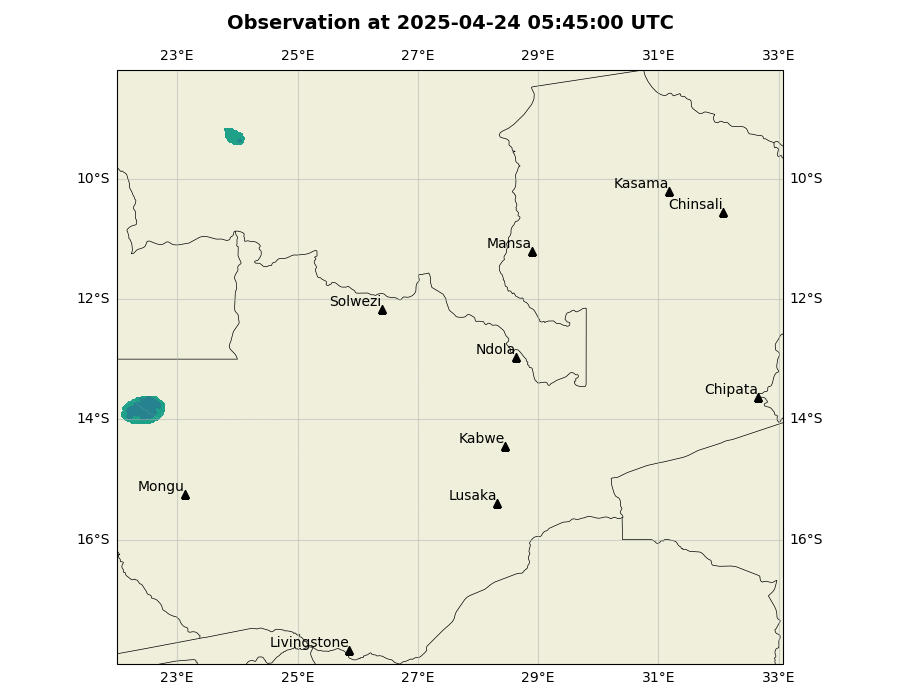 Observation at 2025-04-24 05:45:00 UTC
23°E 25°E 27°E 29°E 31°E 33°E
10°S 10°S
Kasama
Chinsali
Mansa
12°S 12°S
Solwezi
Ndola
Chipata
14°S 14°S
Kabwe
Mongu
Lusaka
16°S 16°S
Livingstone
23°E 25°E 27°E 29°E 31°E 33°E